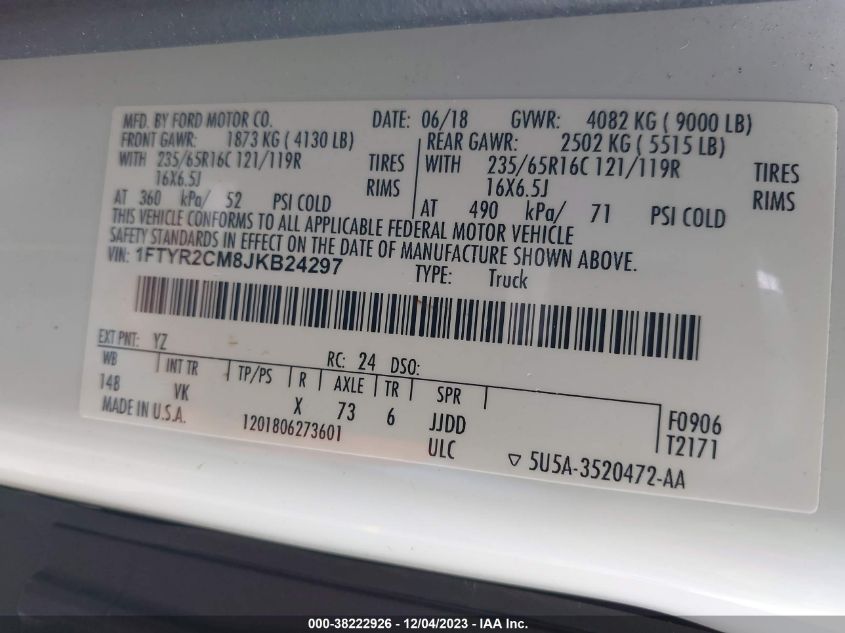 MFD. BY FORD MOTOR CO. DATE: 06/18 GVWR: 4082 KG ( 9000 LB)
FRONT GAWR: 1873 KG ( 4130 LB) REAR GAWR: 2502 KG ( 5515 LB)
WITH 235/65R16C 121/119R TIRES WITH 235/65R16C 121/119R TIRES
16X6.5J RIMS 16X6.5J RIMS
AT 360 kPa/ 52 PSI COLD AT 490 kPa/ 71 PSI COLD
THIS VEHICLE CONFORMS TO ALL APPLICABLE FEDERAL MOTOR VEHICLE
SAFETY STANDARDS IN EFFECT ON THE DATE OF MANUFACTURE SHOWN ABOVE.
VIN: 1FTYR2CM8JKB24297 TYPE: Truck
EXT PNT: YZ RC: 24 DSO:
WB INT TR TP/PS R AXLE TR SPR
148 VK X 73 6 JJDD F0906
MADE IN U.S.A. 1201806273601 ULC T2171
5U5A-3520472-AA
000-38222926 - 12/04/2023 - IAAI Inc.